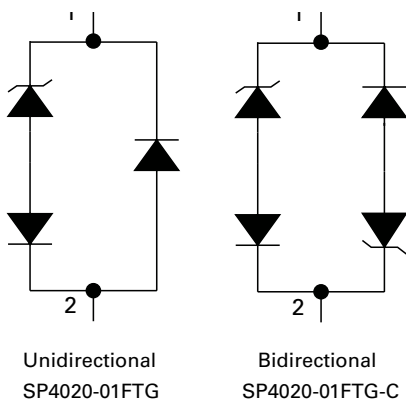 1 1
2 2
Unidirectional Bidirectional
SP4020-01FTG SP4020-01FTG-C